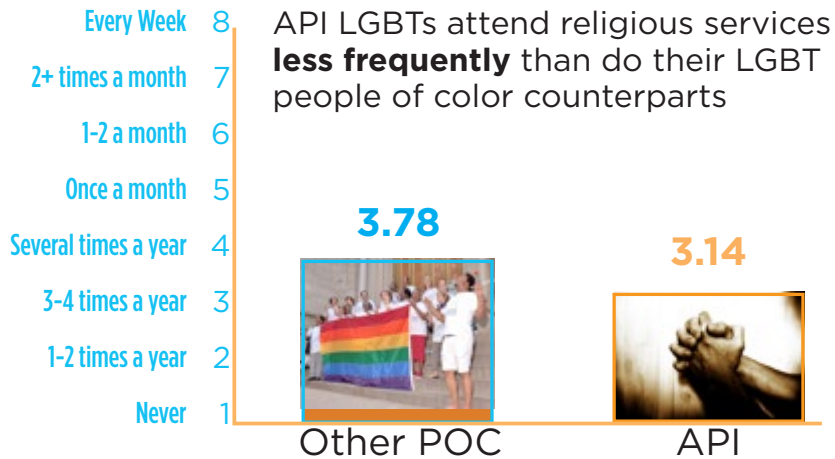 API LGBTs attend religious services
less frequently than do their LGBT
people of color counterparts
Every Week 8
2+ times a month 7
1-2 a month 6
Once a month 5
Several times a year 4
3-4 times a year 3
1-2 times a year 2
Never 1
3.78
3.14
Other POC
API